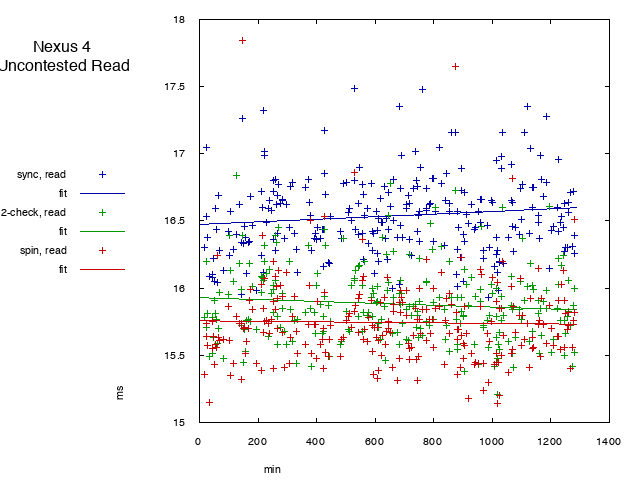 Nexus 4
Uncontested Read
sync, read
fit
2-check, read
fit
spin, read
fit
18
17.5
17
16.5
16
15.5
15
ms
0
200
400
600
800
1000
1200
1400
min